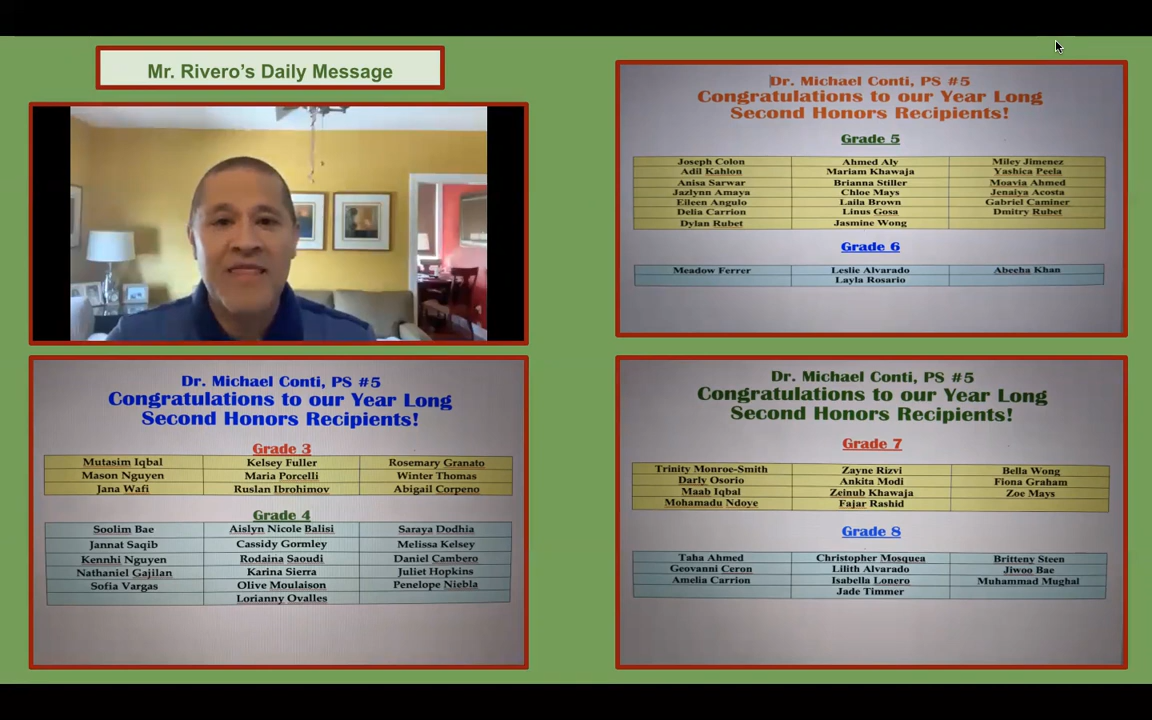 Mr. Rivero's Daily Message
Dr. Michael Conti, PS #5
Congratulations to our Year Long
Second Honors Recipients!
Grade 5
Joseph Colon Ahmed Aly Miley Jimenez
Adil Kahlon Mariam Khawaja Yashica Peela
Anisa Sarwar Brianna Stiller Moavia Ahmed
Jazlynn Amaya Chloe Mays Jenaiya Acosta
Eileen Angulo Laila Brown Gabriel Caminer
Delia Carrion Linus Gosa Dmitry Rubet
Dylan Rubet Jasmine Wong
Grade 6
Meadow Ferrer Leslie Alvarado Abeeha Khan
Layla Rosario
Dr. Michael Conti, PS #5
Congratulations to our Year Long
Second Honors Recipients!
Grade 3
Mutasim Iqbal Kelsey Fuller Rosemary Granato
Mason Nguyen Maria Porcelli Winter Thomas
Jana Wafi Ruslan Ibrohimov Abigail Corpeno
Grade 4
Soolim Bae Aislyn Nicole Balisi Saraya Dodhia
Jannat Saqib Cassidy Gormley Melissa Kelsey
Kennhi Nguyen Rodaina Saoudi Daniel Cambero
Nathaniel Gajilan Karina Sierra Juliet Hopkins
Sofia Vargas Olive Moulaison Penelope Niebla
Lorianny Ovalles
Dr. Michael Conti, PS #5
Congratulations to our Year Long
Second Honors Recipients!
Grade 7
Trinity Monroe-Smith Zayne Rizvi Bella Wong
Darly Osorio Ankita Modi Fiona Graham
Maab Iqbal Zeinub Khawaja Zoe Mays
Mohamadu Ndoye Fajar Rashid
Grade 8
Taha Ahmed Christopher Mosquea Britteny Steen
Geovanni Ceron Lilith Alvarado Jiwoo Bae
Amelia Carrion Isabella Lonero Muhammad Mughal
Jade Timmer